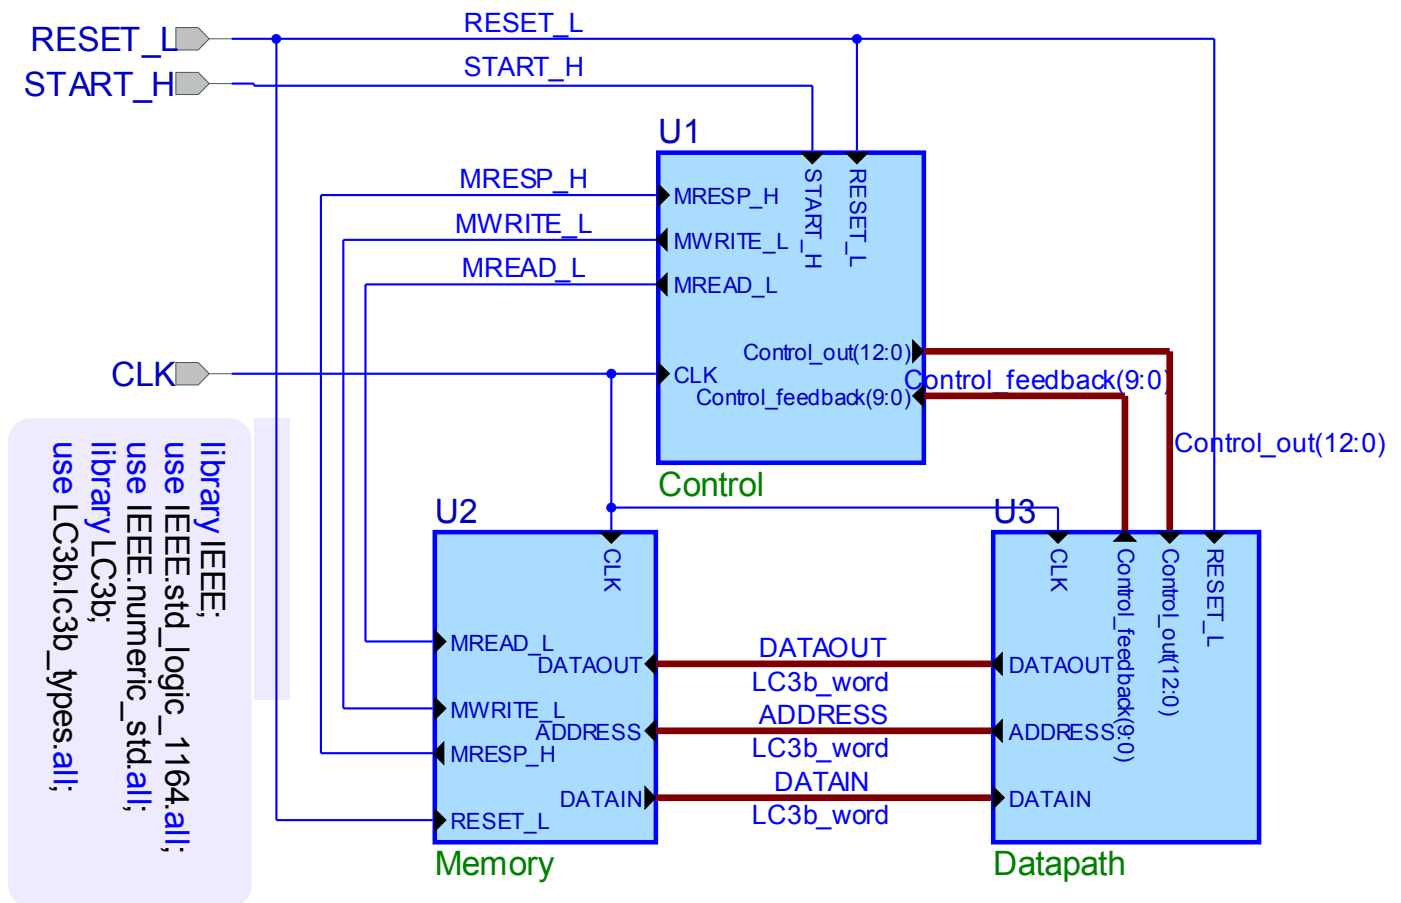 RESET_L
RESET_L
START_H
START_H
U1
MRESP_H
MRESP_H
START_H
RESET_L
MWRITE_L
MWRITE_L
MREAD_L
MREAD_L
Control_out(12:0)
CLK
CLK
Control_feedback(9:0)
Control_feedback(9:0)
Control_out(12:0)
Control
library IEEE;
use IEEE.std_logic_1164.all;
use IEEE.numeric_std.all;
library LC3b;
use LC3b.lc3b_types.all;
U2
CLK
MREAD_L
DATAOUT
MWRITE_L
ADDRESS
MRESP_H
DATAIN
RESET_L
Memory
DATAOUT
LC3b_word
ADDRESS
LC3b_word
DATAIN
LC3b_word
U3
CLK
Control_feedback(9:0)
Control_out(12:0)
RESET_L
DATAOUT
ADDRESS
DATAIN
Datapath